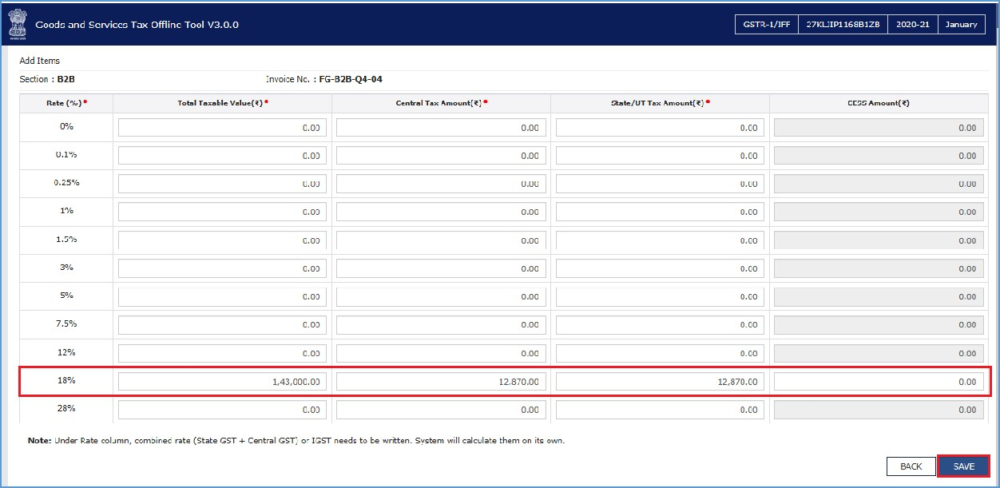 Goods and Services Tax Offline Tool V3.0.0 GSTR-1/IFF 27KLJIP1168B1ZB 2020-21 January
Add Items
Section : B2B Invoice No. : FG-B2B-Q4-04
Rate (%)• Total Taxable Value(₹)• Central Tax Amount(₹)• State/UT Tax Amount(₹)• CESS Amount(₹)
0% 0.00 0.00 0.00 0.00
0.1% 0.00 0.00 0.00 0.00
0.25% 0.00 0.00 0.00 0.00
1% 0.00 0.00 0.00 0.00
1.5% 0.00 0.00 0.00 0.00
3% 0.00 0.00 0.00 0.00
5% 0.00 0.00 0.00 0.00
7.5% 0.00 0.00 0.00 0.00
12% 0.00 0.00 0.00 0.00
18% 1,43,000.00 12,870.00 12,870.00 0.00
28% 0.00 0.00 0.00 0.00
Note: Under Rate column, combined rate (State GST + Central GST) or IGST needs to be written. System will calculate them on its own.
BACK SAVE